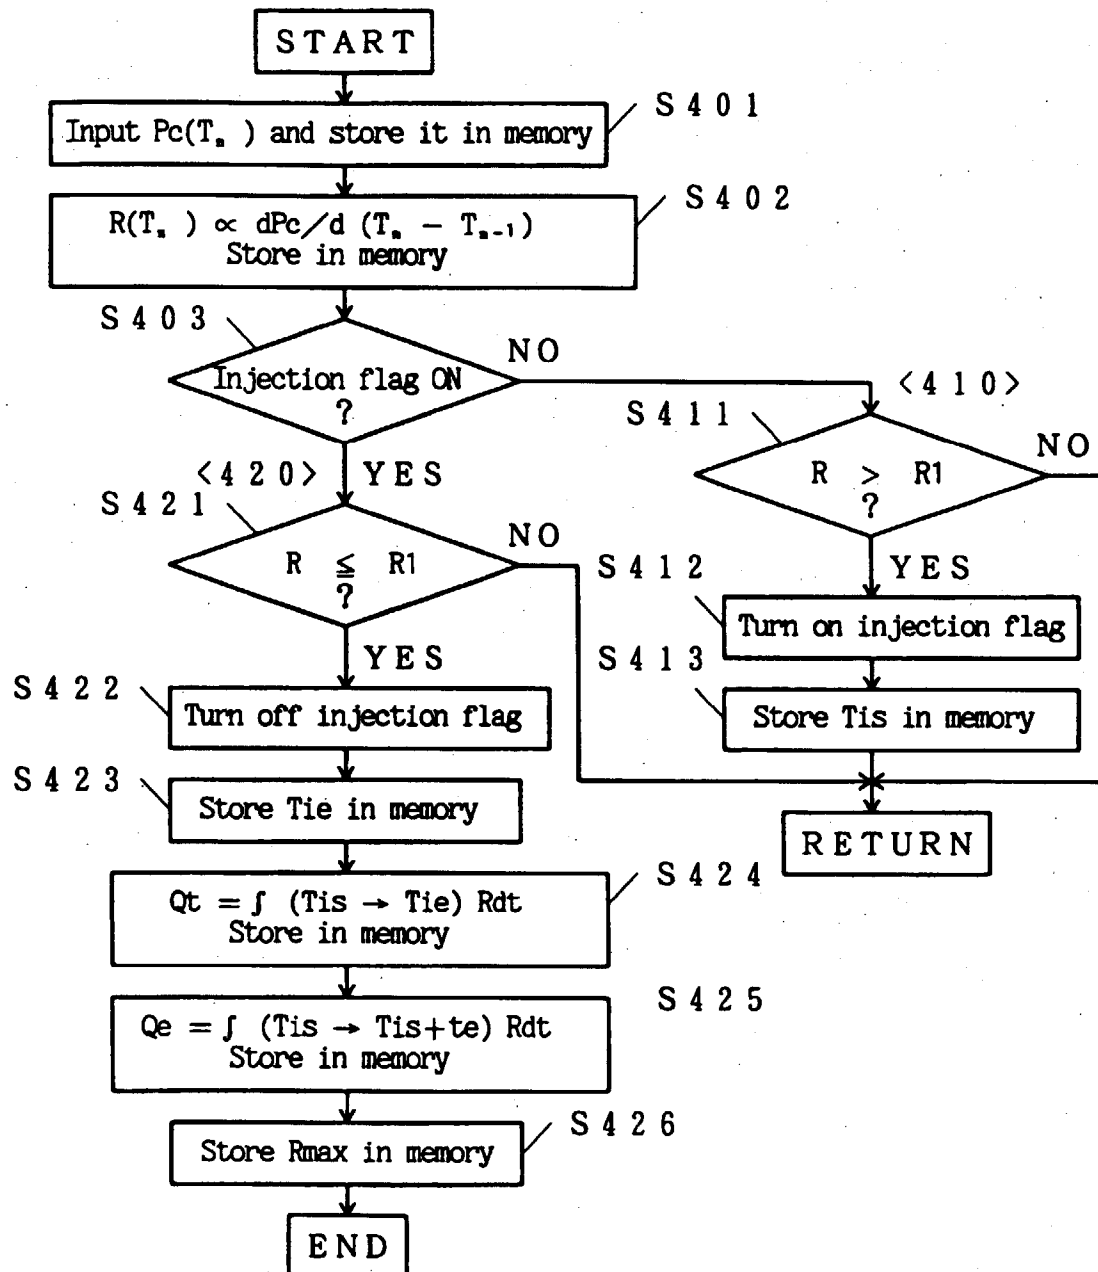 START
S401
Input Pc(Tn ) and store it in memory
S402
R(Tn ) ∝ dPc/d (Tn − Tn-1)
Store in memory
S403
Injection flag ON
?
NO
YES
<410>
S411
R > R1
?
NO
YES
<420>
S421
R ≦ R1
?
NO
YES
S412
Turn on injection flag
S413
Store Tis in memory
RETURN
S422
Turn off injection flag
S423
Store Tie in memory
S424
Qt = ∫ (Tis → Tie) Rdt
Store in memory
S425
Qe = ∫ (Tis → Tis+te) Rdt
Store in memory
S426
Store Rmax in memory
END